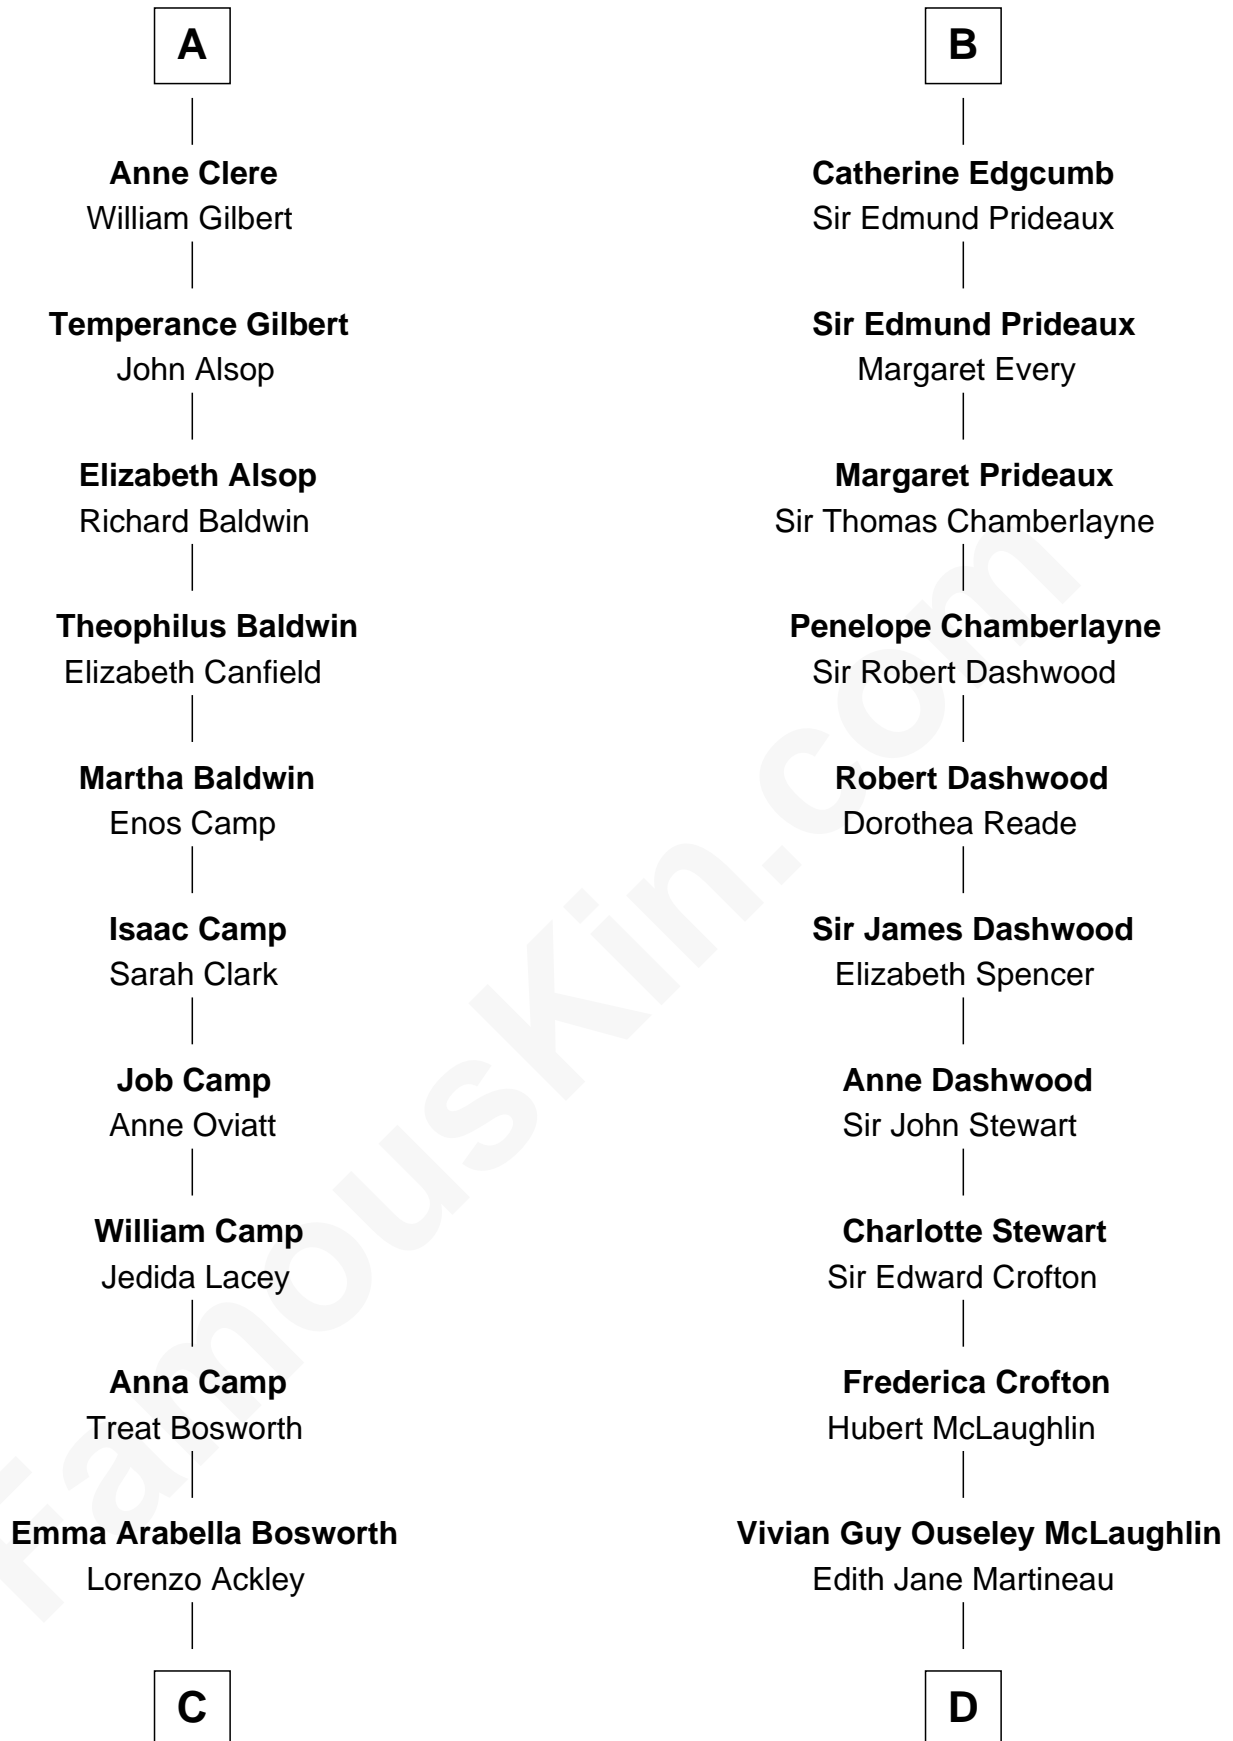 A
Anne Clere
William Gilbert
Temperance Gilbert
John Alsop
Elizabeth Alsop
Richard Baldwin
Theophilus Baldwin
Elizabeth Canfield
Martha Baldwin
Enos Camp
Isaac Camp
Sarah Clark
Job Camp
Anne Oviatt
William Camp
Jedida Lacey
Anna Camp
Treat Bosworth
Emma Arabella Bosworth
Lorenzo Ackley
C
B
Catherine Edgcumb
Sir Edmund Prideaux
Sir Edmund Prideaux
Margaret Every
Margaret Prideaux
Sir Thomas Chamberlayne
Penelope Chamberlayne
Sir Robert Dashwood
Robert Dashwood
Dorothea Reade
Sir James Dashwood
Elizabeth Spencer
Anne Dashwood
Sir John Stewart
Charlotte Stewart
Sir Edward Crofton
Frederica Crofton
Hubert McLaughlin
Vivian Guy Ouseley McLaughlin
Edith Jane Martineau
D
FamousKin.com